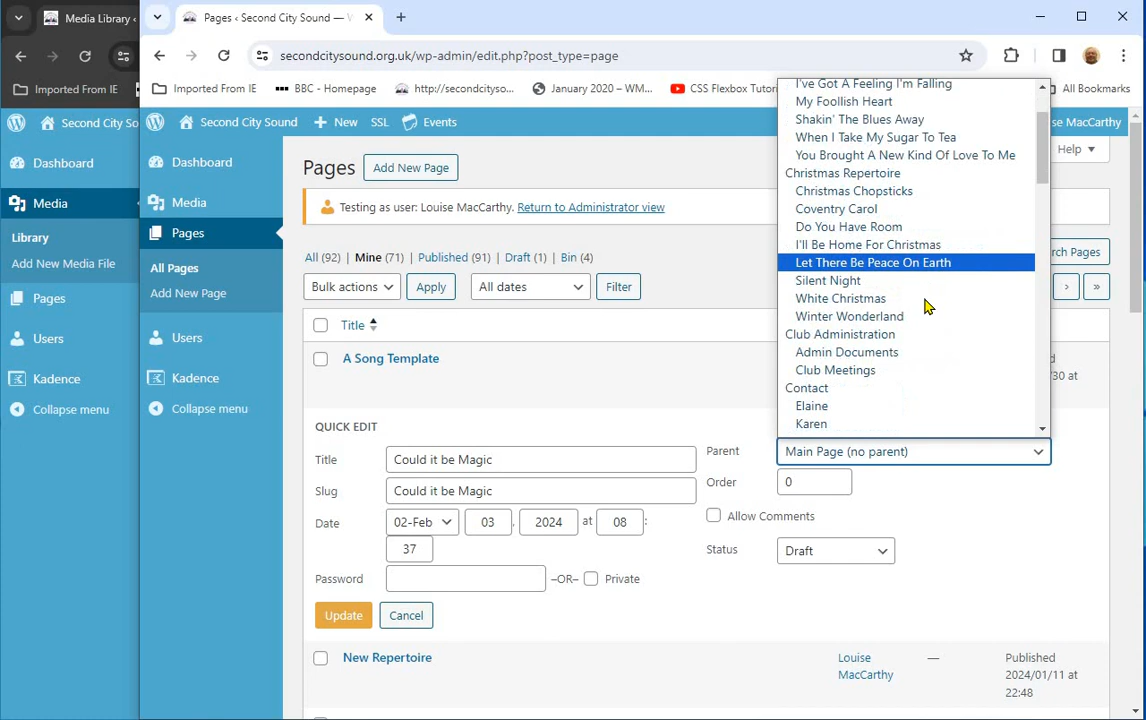 Media Library ‹
Pages ‹ Second City Sound —
secondcitysound.org.uk/wp-admin/edit.php?post_type=page
Imported From IE
Imported From IE
BBC - Homepage
http://secondcityso...
January 2020 – WM...
CSS Flexbox Tutor
All Bookmarks
Second City So
Second City Sound
New
SSL
Events
se MacCarthy
Dashboard
Media
Library
Add New Media File
Pages
Users
Kadence
Collapse menu
Dashboard
Media
Pages
All Pages
Add New Page
Users
Kadence
Collapse menu
Pages
Add New Page
Help
Testing as user: Louise MacCarthy. Return to Administrator view
All (92) | Mine (71) | Published (91) | Draft (1) | Bin (4)
rch Pages
Bulk actions
Apply
All dates
Filter
›
»
Title
A Song Template
/30 at
QUICK EDIT
Title
Could it be Magic
Slug
Could it be Magic
Date
02-Feb
03
,
2024
at
08
:
37
Password
–OR–
Private
Update
Cancel
I've Got A Feeling I'm Falling
My Foollish Heart
Shakin' The Blues Away
When I Take My Sugar To Tea
You Brought A New Kind Of Love To Me
Christmas Repertoire
Christmas Chopsticks
Coventry Carol
Do You Have Room
I'll Be Home For Christmas
Let There Be Peace On Earth
Silent Night
White Christmas
Winter Wonderland
Club Administration
Admin Documents
Club Meetings
Contact
Elaine
Karen
Parent
Main Page (no parent)
Order
0
Allow Comments
Status
Draft
New Repertoire
Louise
MacCarthy
—
Published
2024/01/11 at
22:48